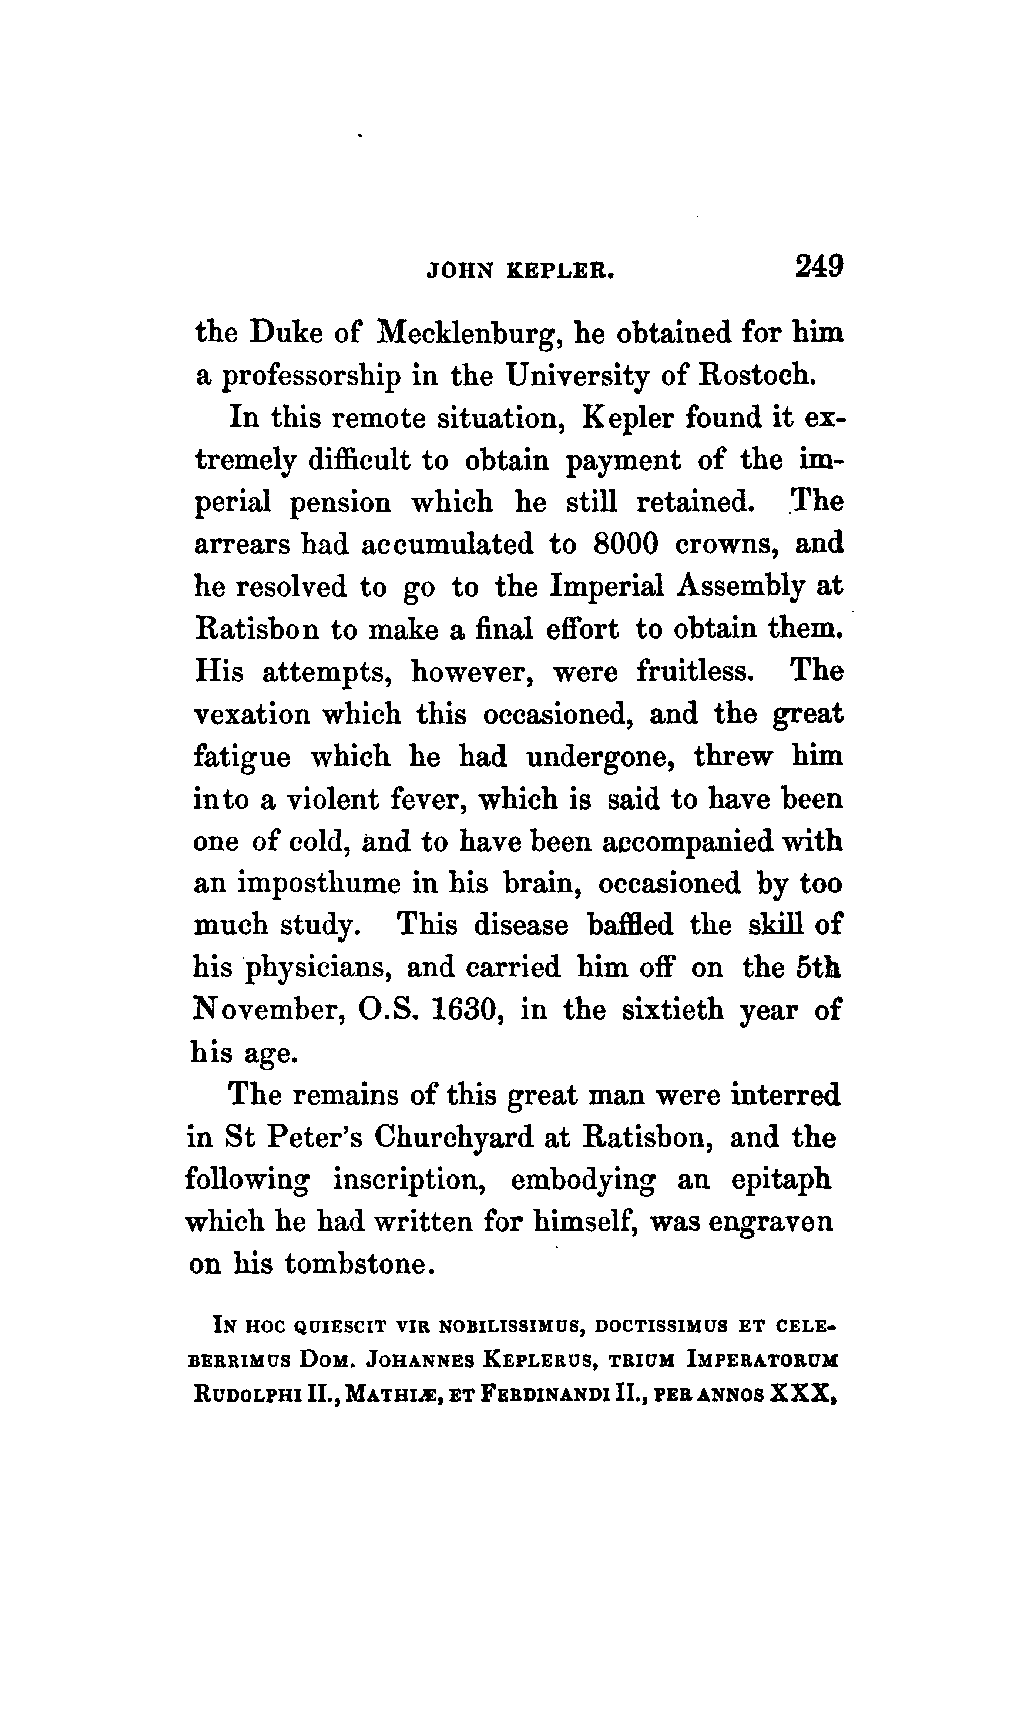 JOHN KEPLER. 249
the Duke of Mecklenburg, he obtained for him
a professorship in the University of Rostoch.
In this remote situation, Kepler found it ex-
tremely difficult to obtain payment of the im-
perial pension which he still retained. The
arrears had accumulated to 8000 crowns, and
he resolved to go to the Imperial Assembly at
Ratisbon to make a final effort to obtain them.
His attempts, however, were fruitless. The
vexation which this occasioned, and the great
fatigue which he had undergone, threw him
into a violent fever, which is said to have been
one of cold, and to have been accompanied with
an imposthume in his brain, occasioned by too
much study. This disease baffled the skill of
his physicians, and carried him off on the 5th
November, O.S. 1630, in the sixtieth year of
his age.
The remains of this great man were interred
in St Peter's Churchyard at Ratisbon, and the
following inscription, embodying an epitaph
which he had written for himself, was engraven
on his tombstone.
IN HOC QUIESCIT VIR NOBILISSIMUS, DOCTISSIMUS ET CELE-
BERRIMUS DOM. JOHANNES KEPLERUS, TRIUM IMPERATORUM
RUDOLPHI II., MATHIÆ, ET FERDINANDI II., PER ANNOS XXX,